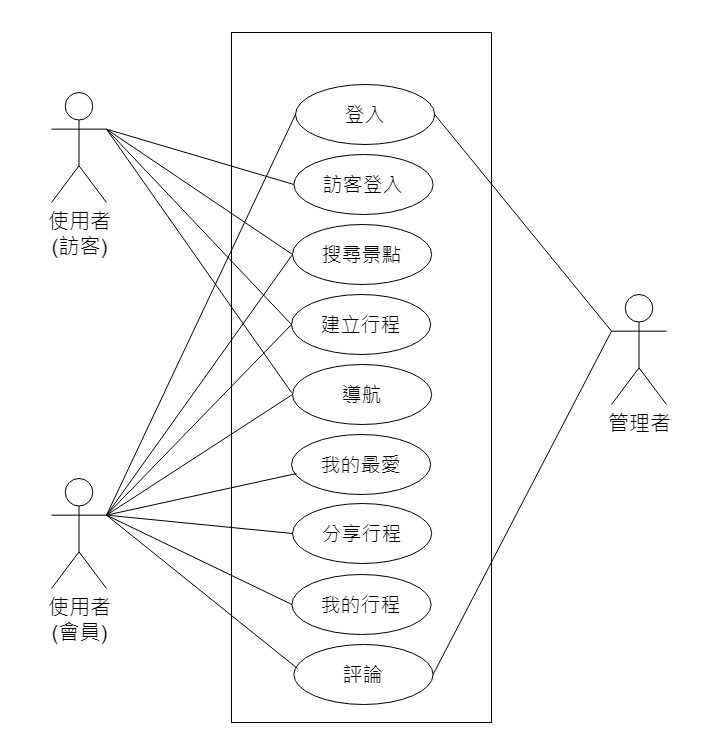 使用者
(訪客)
登入
訪客登入
搜尋景點
建立行程
導航
我的最愛
分享行程
我的行程
評論
管理者
使用者
(會員)